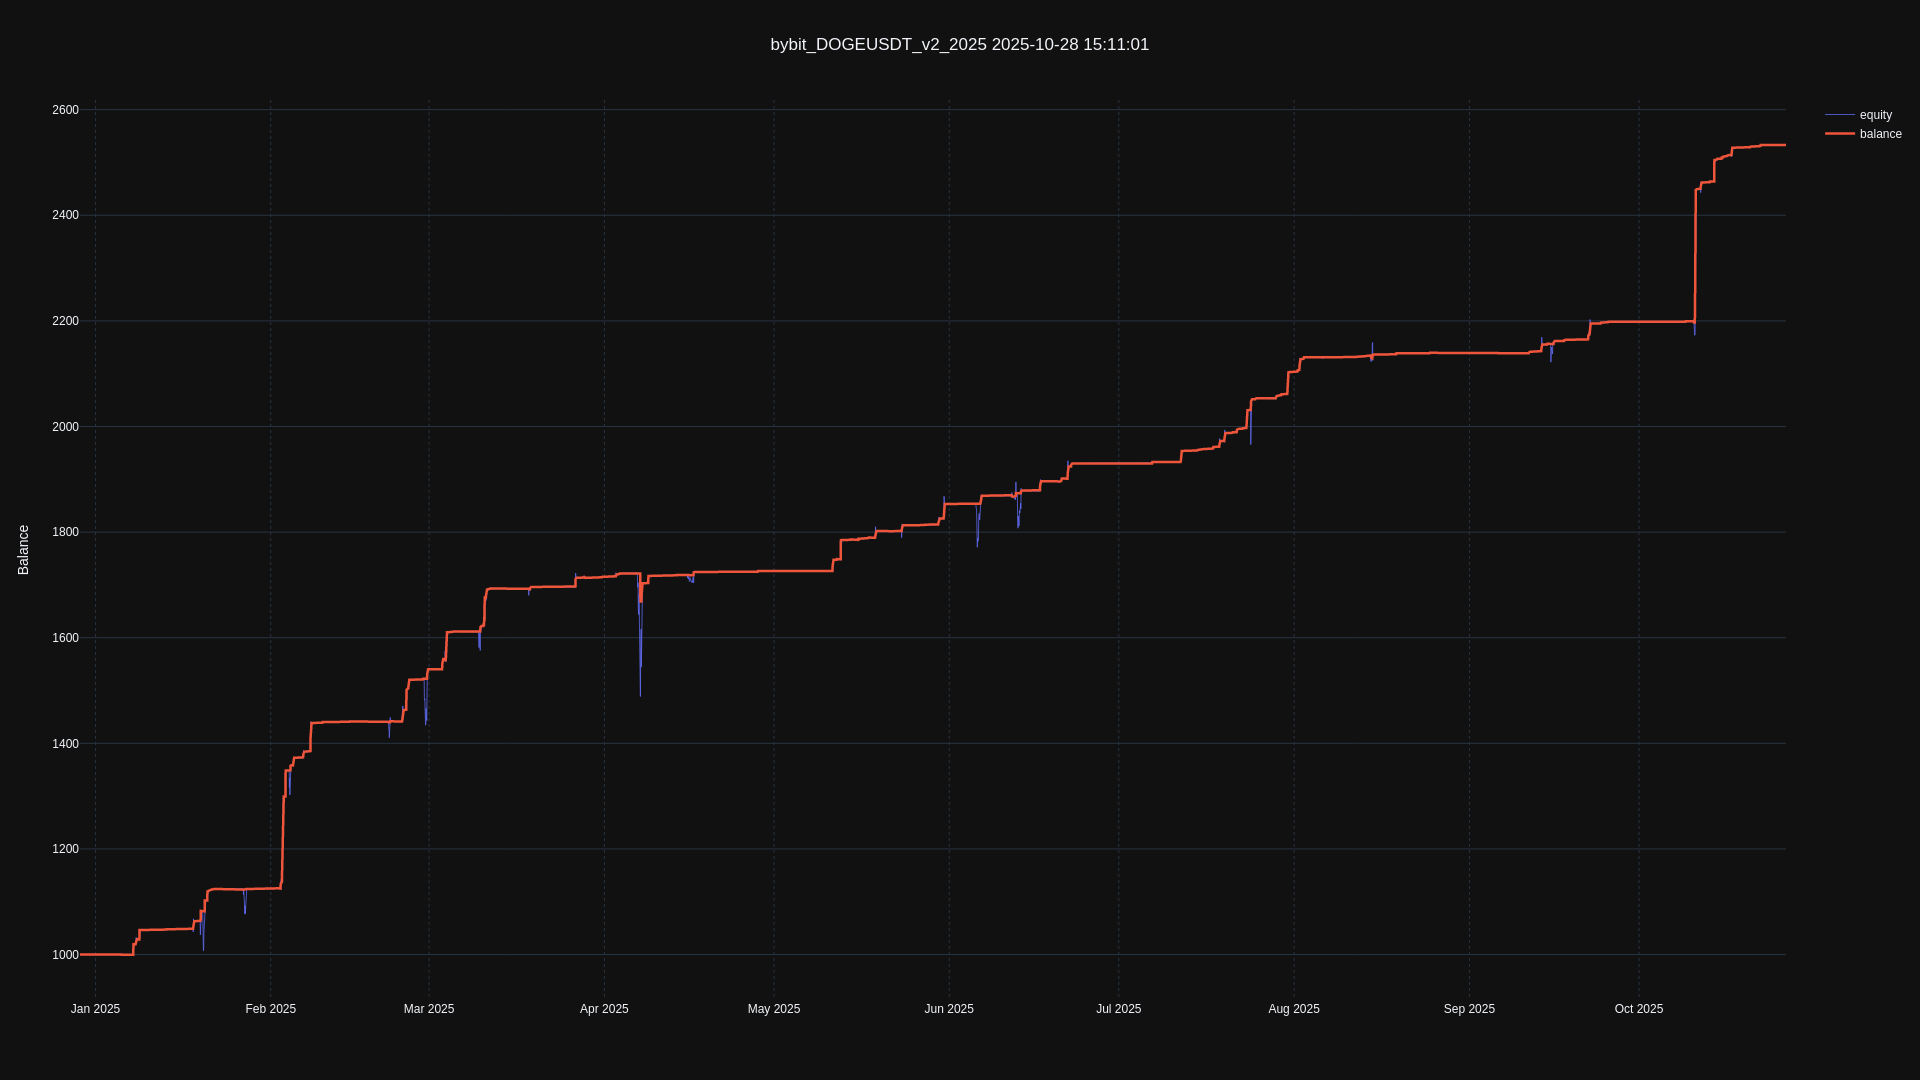 bybit_DOGEUSDT_v2_2025 2025-10-28 15:11:01
equity
balance
2600
2400
2200
2000
1800
1600
1400
1200
1000
Balance
Jan 2025
Feb 2025
Mar 2025
Apr 2025
May 2025
Jun 2025
Jul 2025
Aug 2025
Sep 2025
Oct 2025